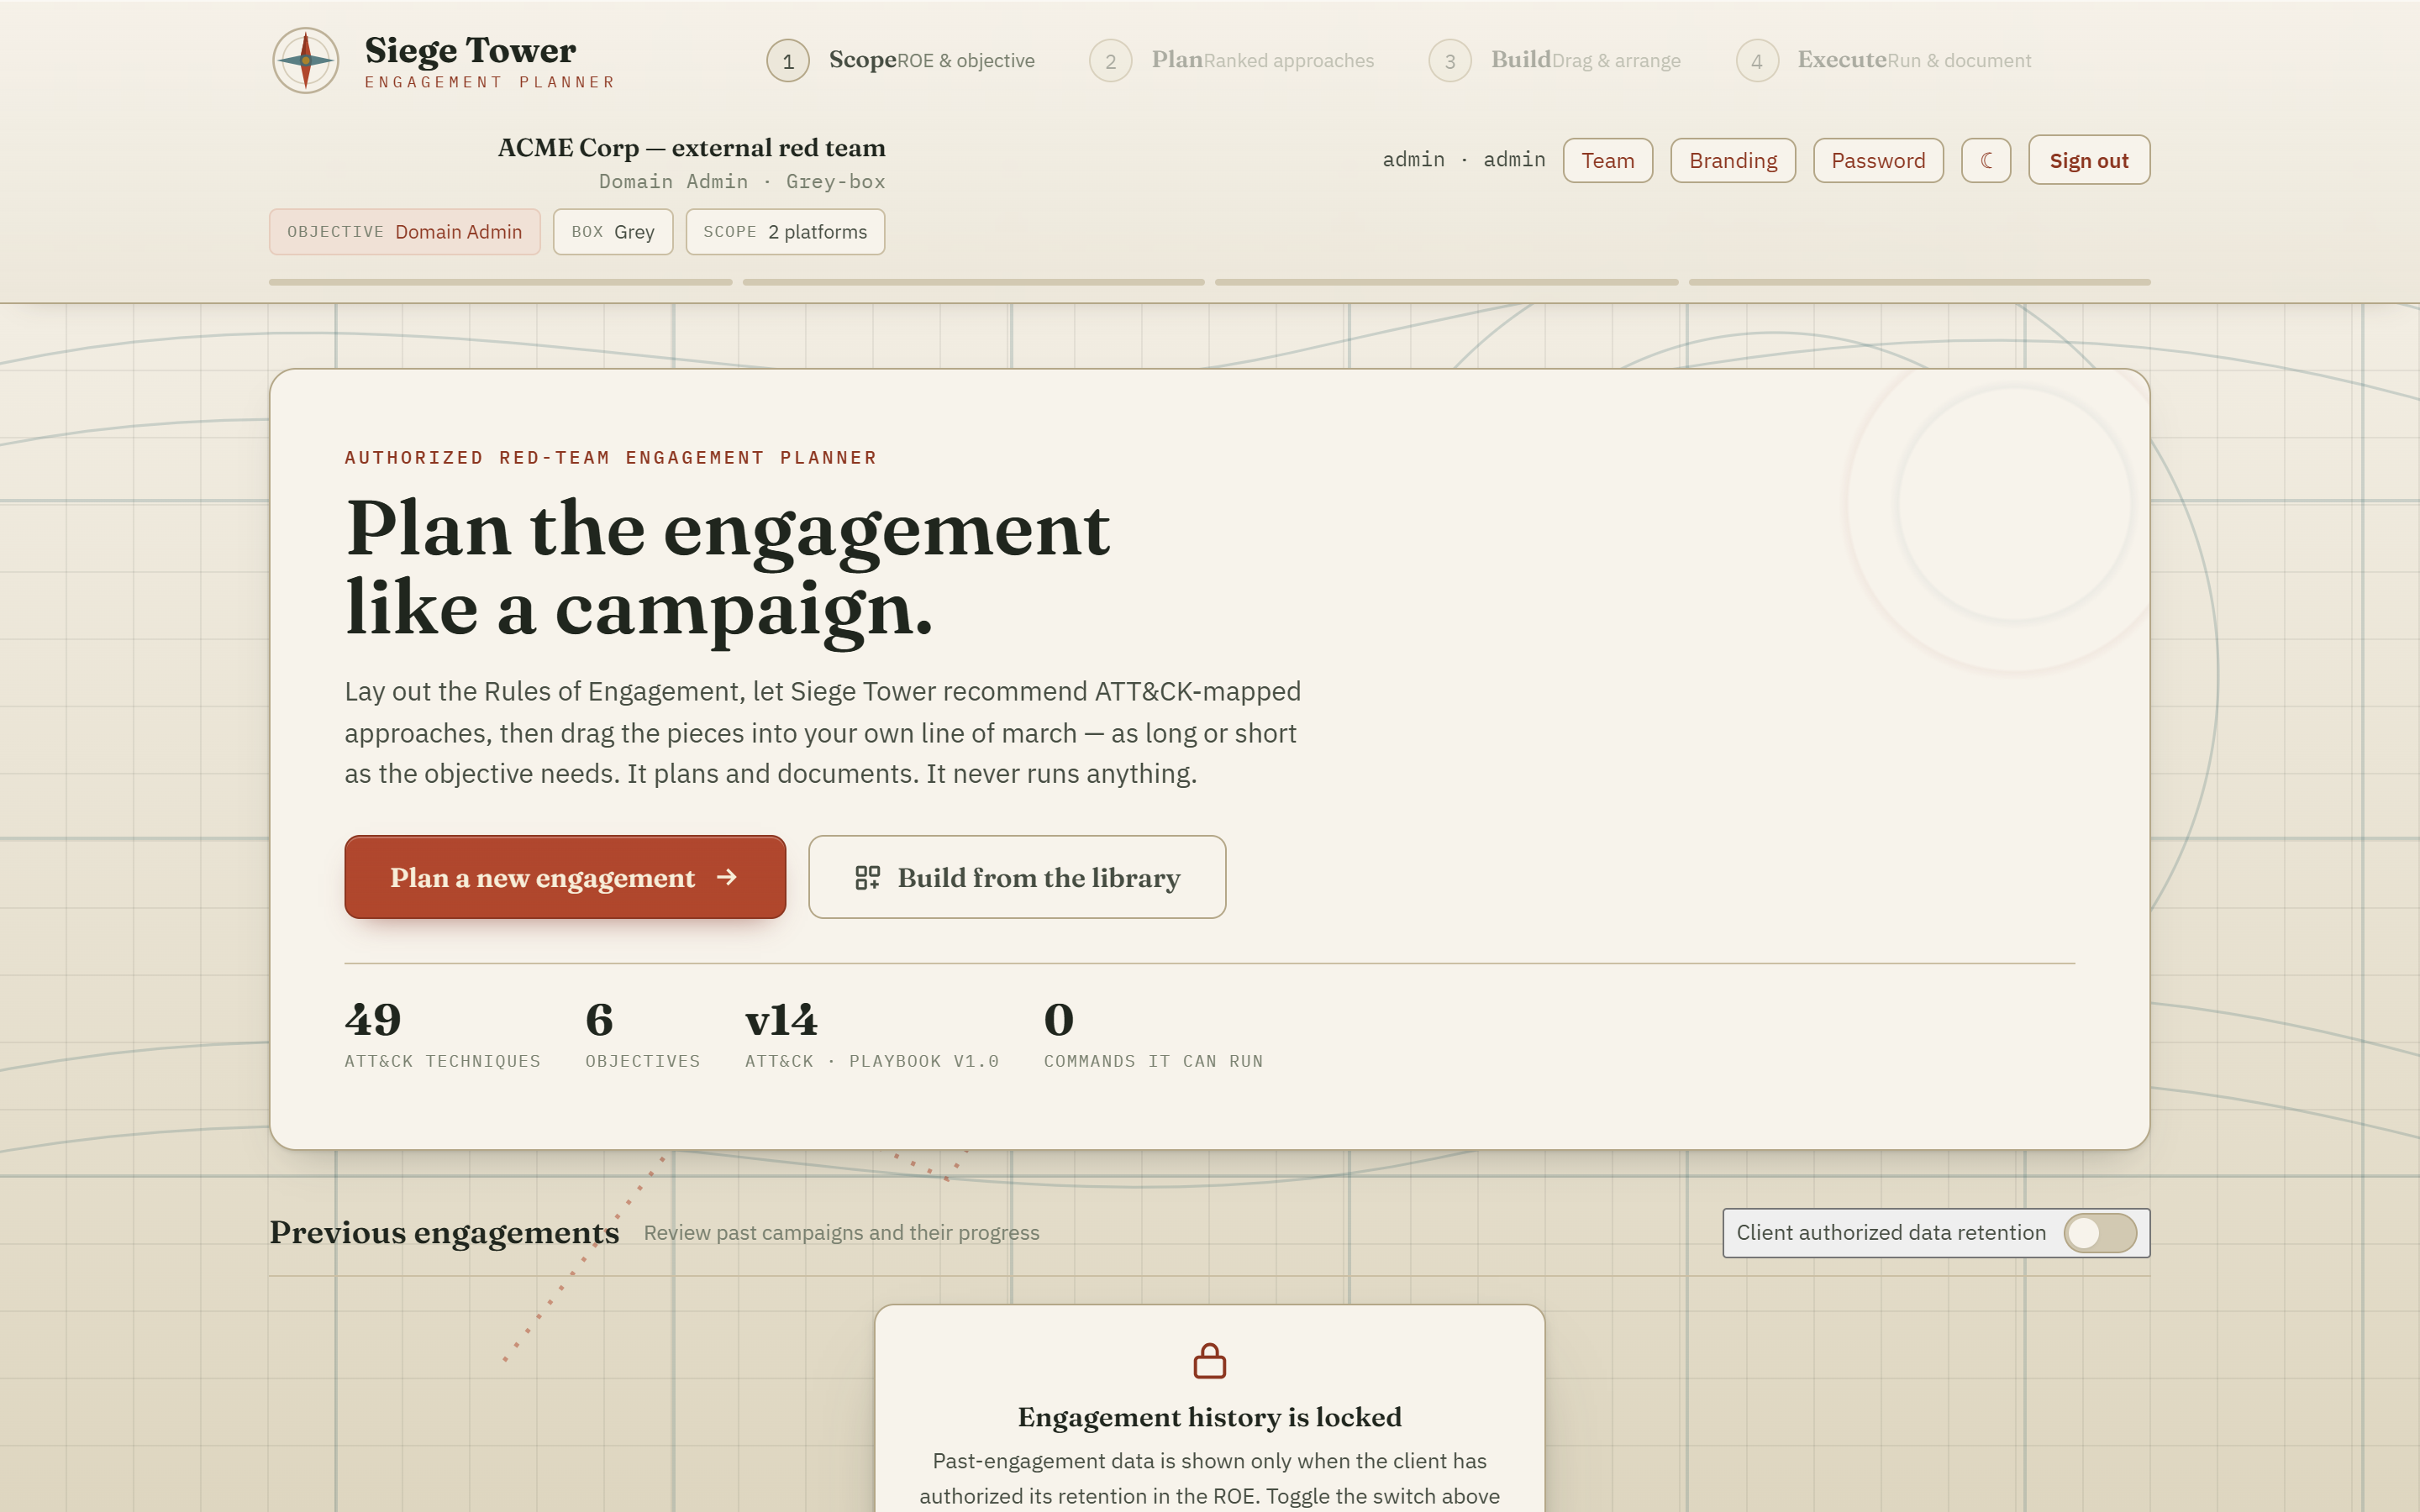 Siege Tower
ENGAGEMENT PLANNER
1 ScopeROE & objective
2 PlanRanked approaches
3 BuildDrag & arrange
4 ExecuteRun & document
ACME Corp — external red team
Domain Admin · Grey-box
OBJECTIVE Domain Admin
BOX Grey
SCOPE 2 platforms
admin · admin
Team
Branding
Password
☾
Sign out
AUTHORIZED RED-TEAM ENGAGEMENT PLANNER
Plan the engagement
like a campaign.
Lay out the Rules of Engagement, let Siege Tower recommend ATT&CK-mapped
approaches, then drag the pieces into your own line of march — as long or short
as the objective needs. It plans and documents. It never runs anything.
Plan a new engagement →
Build from the library
49
ATT&CK TECHNIQUES
6
OBJECTIVES
v14
ATT&CK · PLAYBOOK V1.0
0
COMMANDS IT CAN RUN
Previous engagements
Review past campaigns and their progress
Client authorized data retention
Engagement history is locked
Past-engagement data is shown only when the client has
authorized its retention in the ROE. Toggle the switch above